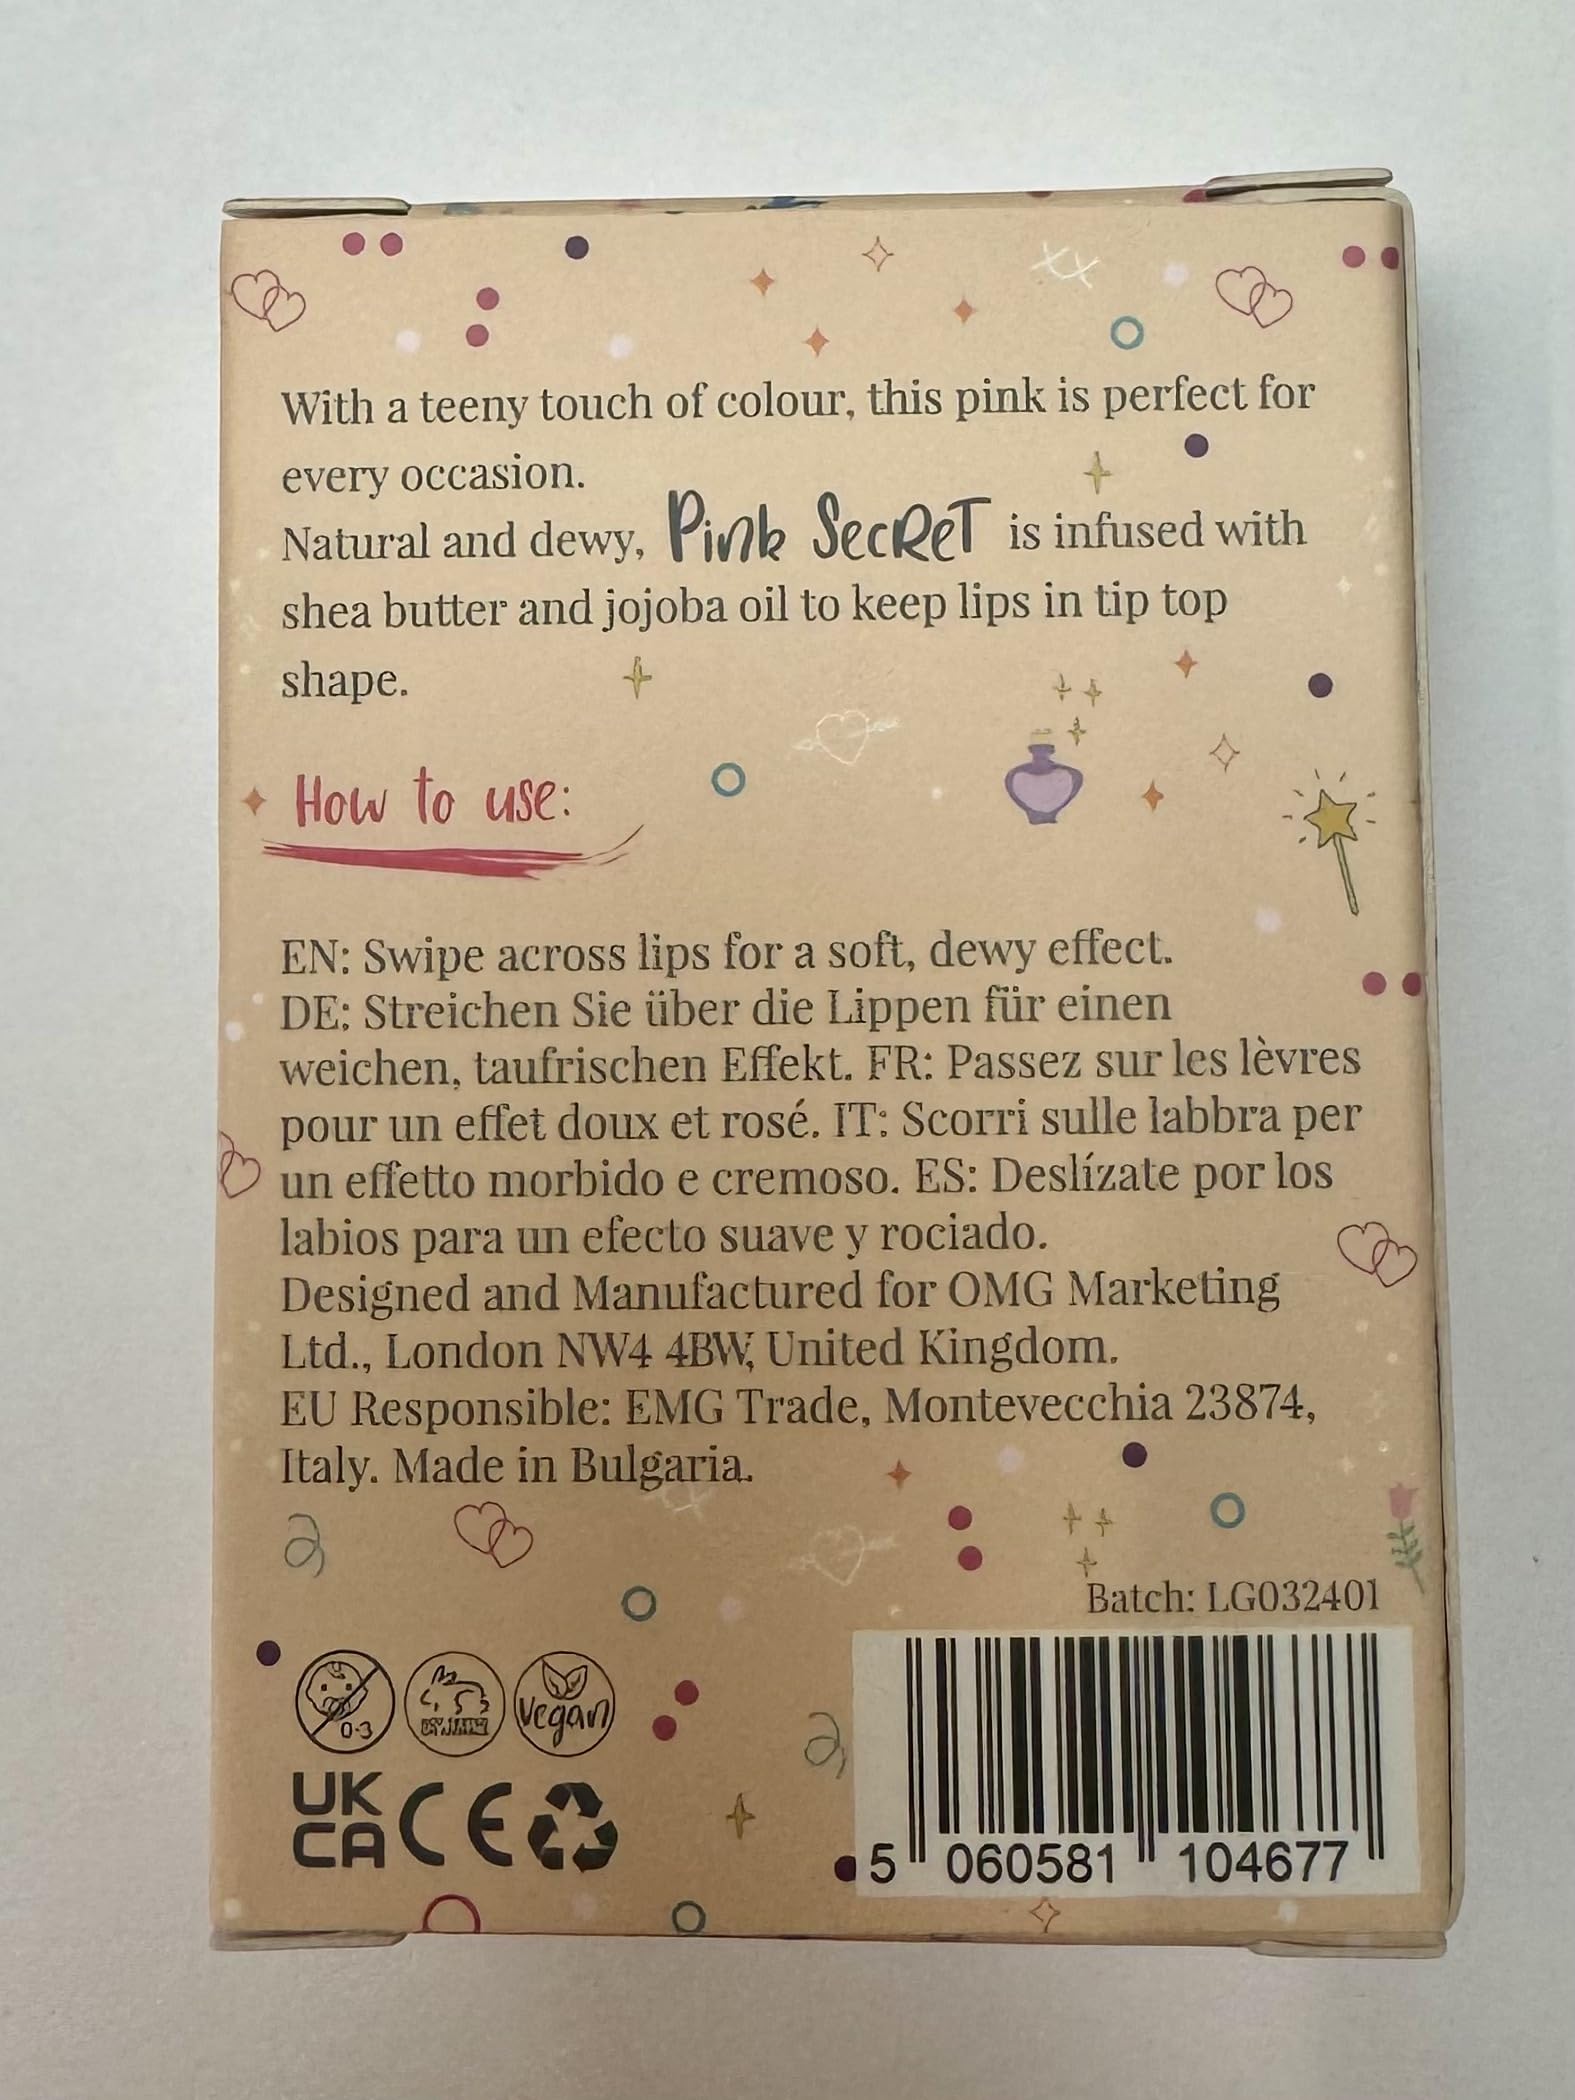 With a teeny touch of colour, this pink is perfect for
every occasion.
Natural and dewy, Pink Secret is infused with
shea butter and jojoba oil to keep lips in tip top
shape.
How to use:
EN: Swipe across lips for a soft, dewy effect.
DE: Streichen Sie über die Lippen für einen
weichen, taufrischen Effekt. FR: Passez sur les lèvres
pour un effet doux et rosé. IT: Scorri sulle labbra per
un effetto morbido e cremoso. ES: Deslízate por los
labios para un efecto suave y rociado.
Designed and Manufactured for OMG Marketing
Ltd., London NW4 4BW, United Kingdom.
EU Responsible: EMG Trade, Montevecchia 23874,
Italy. Made in Bulgaria.
Batch: LG032401
0-3
vegan
UK
CA CE
5 060581 104677